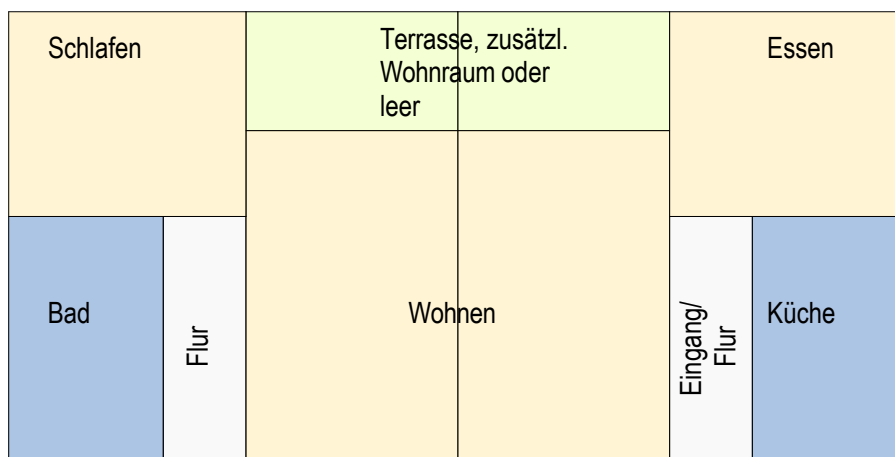 Schlafen
Terrasse, zusätzl.
Wohnraum oder
leer
Essen
Bad
Flur
Wohnen
Eingang/
Flur
Küche